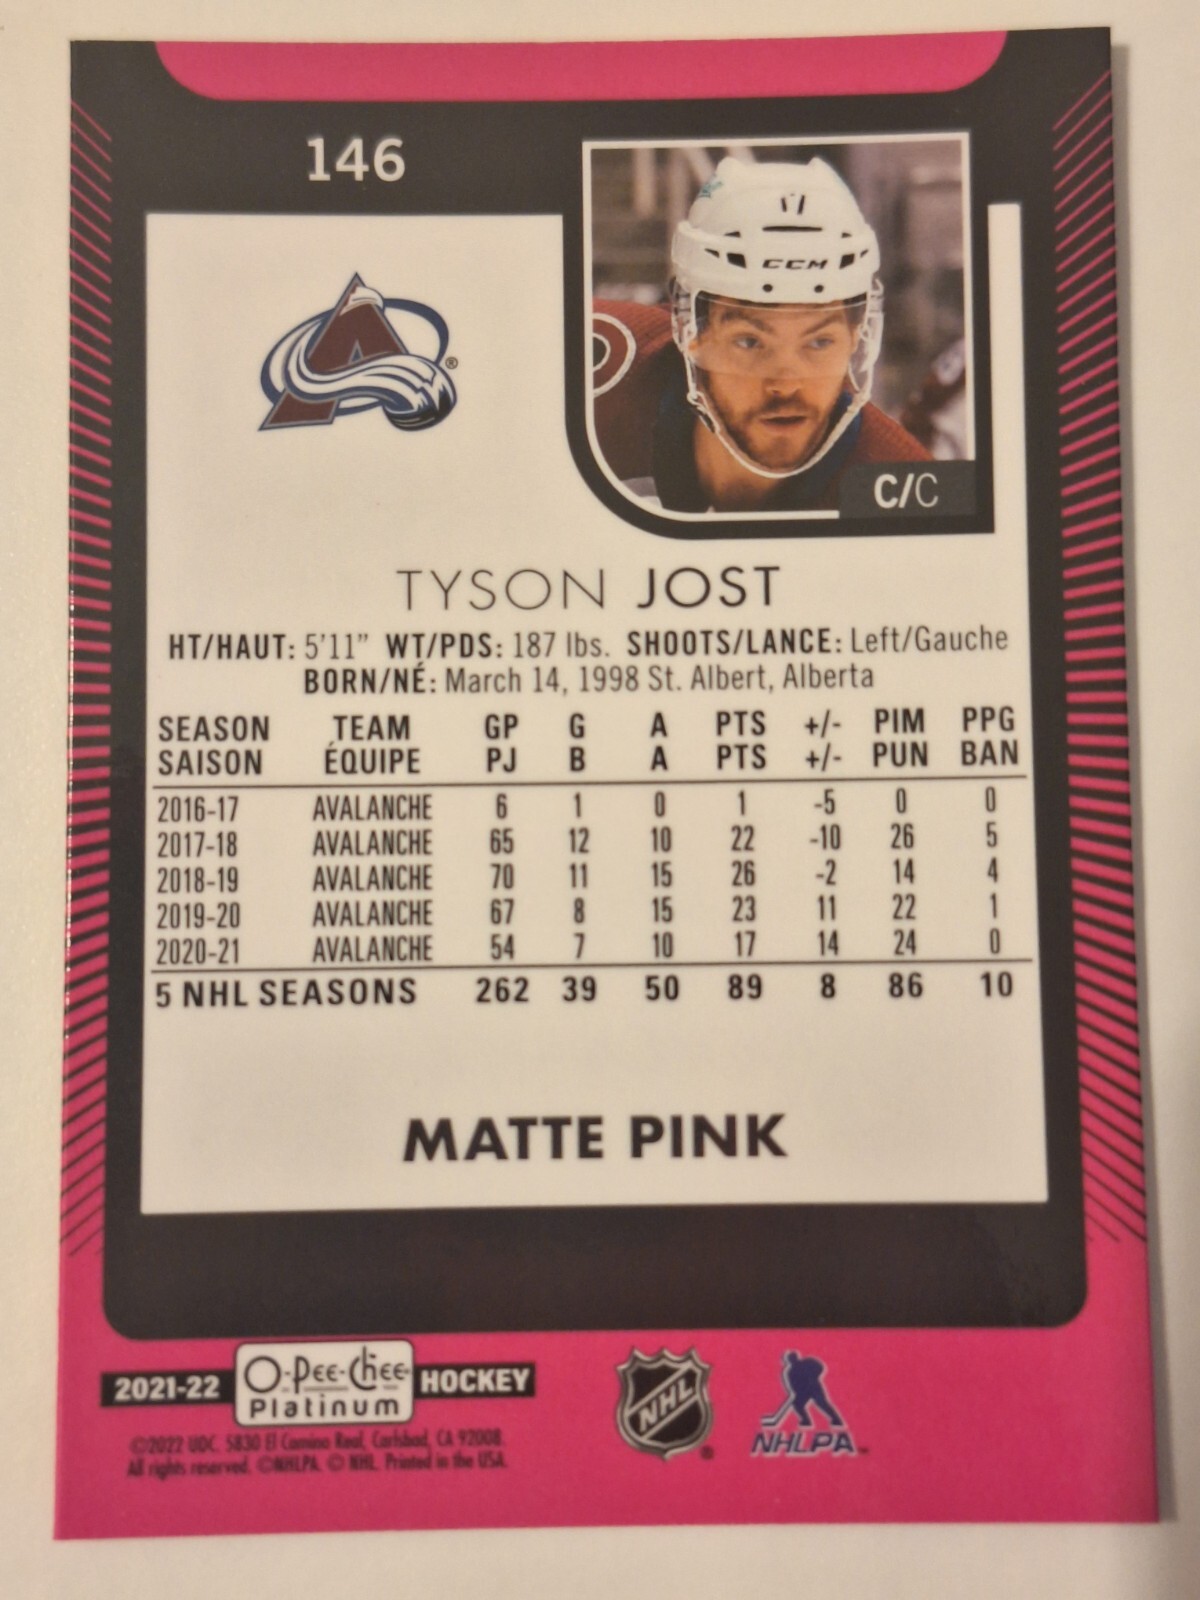 146
17
CCM
®
C/C
TYSON JOST
HT/HAUT: 5'11" WT/PDS: 187 lbs. SHOOTS/LANCE: Left/Gauche
BORN/NÉ: March 14, 1998 St. Albert, Alberta
SEASON TEAM GP G A PTS +/- PIM PPG
SAISON ÉQUIPE PJ B A PTS +/- PUN BAN
2016-17 AVALANCHE 6 1 0 1 -5 0 0
2017-18 AVALANCHE 65 12 10 22 -10 26 5
2018-19 AVALANCHE 70 11 15 26 -2 14 4
2019-20 AVALANCHE 67 8 15 23 11 22 1
2020-21 AVALANCHE 54 7 10 17 14 24 0
5 NHL SEASONS 262 39 50 89 8 86 10
MATTE PINK
2021-22 O-Pee-Chee Platinum HOCKEY
©2022 UDC. 5830 El Camino Real, Carlsbad, CA 92008.
All rights reserved. ©NHLPA. © NHL. Printed in the USA.
NHL
NHLPA